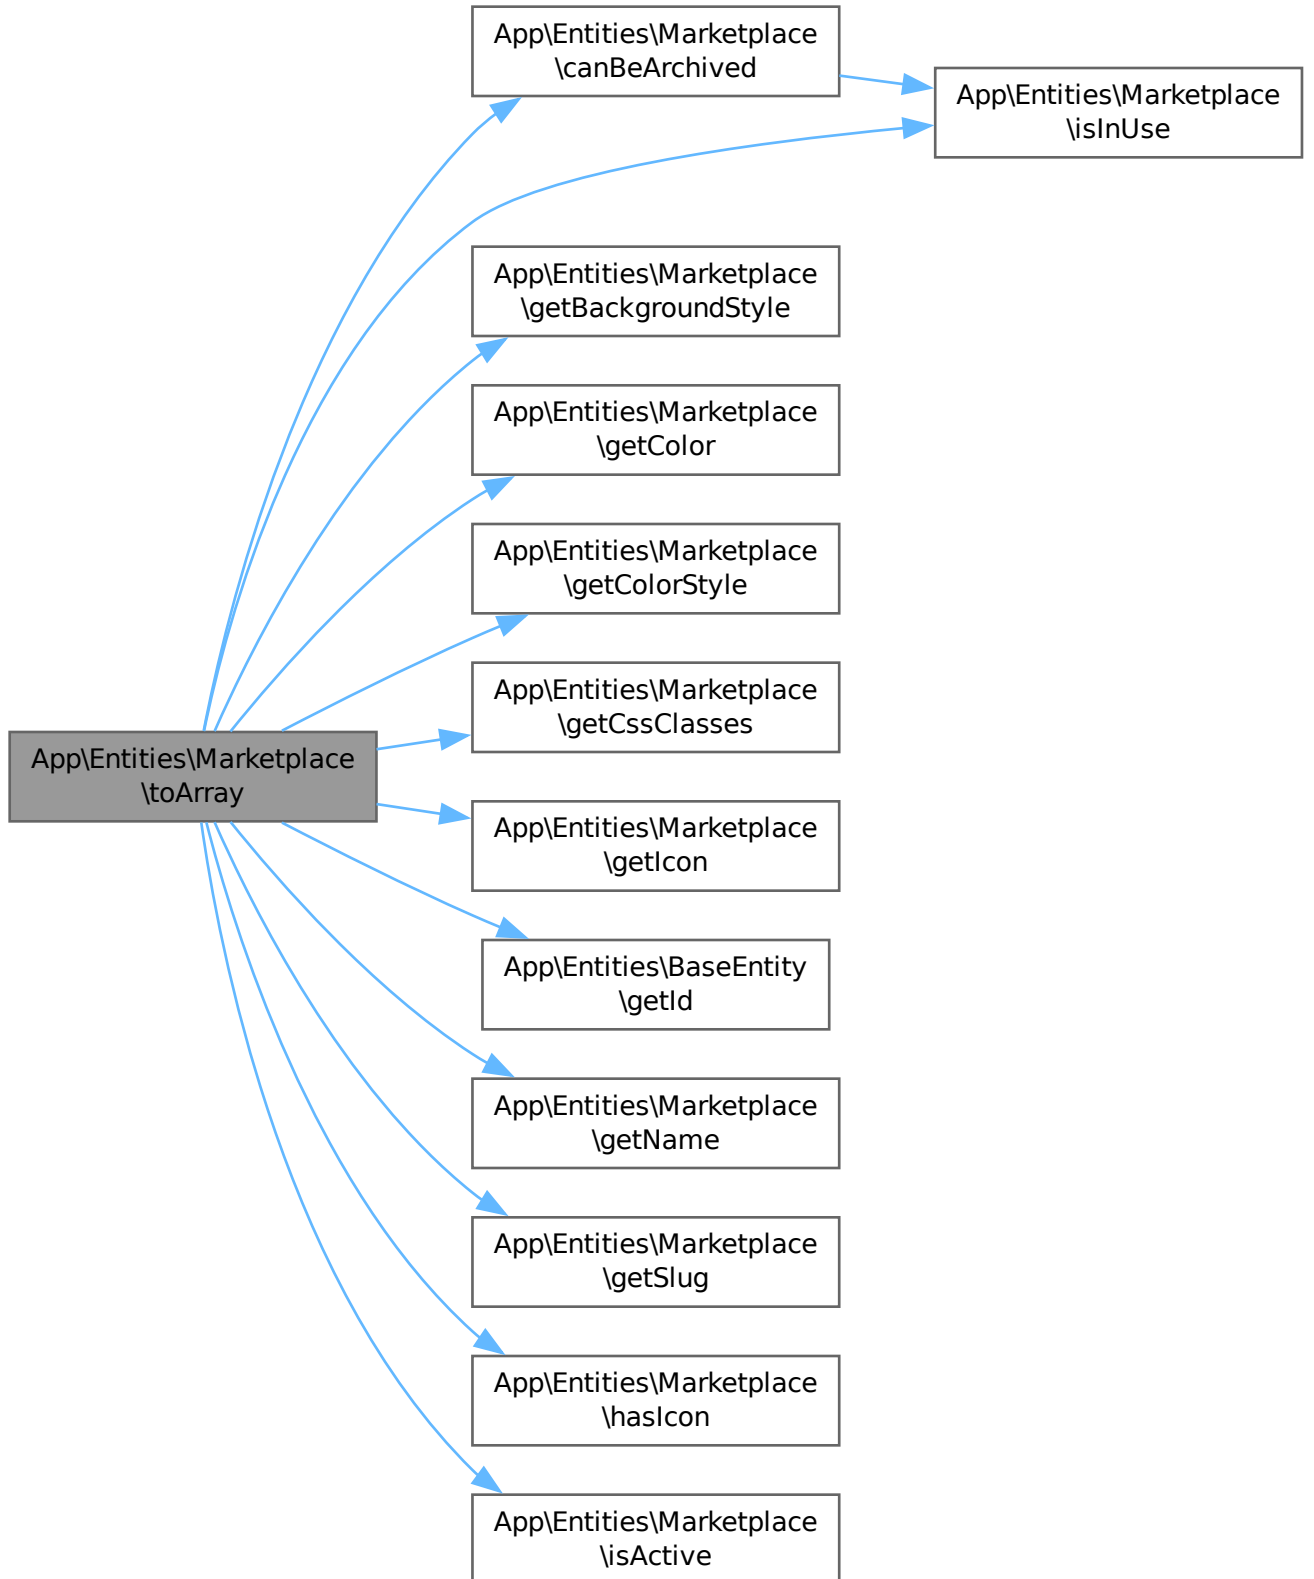 App\Entities\Marketplace
\canBeArchived
App\Entities\Marketplace
\isInUse
App\Entities\Marketplace
\getBackgroundStyle
App\Entities\Marketplace
\getColor
App\Entities\Marketplace
\getColorStyle
App\Entities\Marketplace
\getCssClasses
App\Entities\Marketplace
\toArray
App\Entities\Marketplace
\getIcon
App\Entities\BaseEntity
\getId
App\Entities\Marketplace
\getName
App\Entities\Marketplace
\getSlug
App\Entities\Marketplace
\hasIcon
App\Entities\Marketplace
\isActive